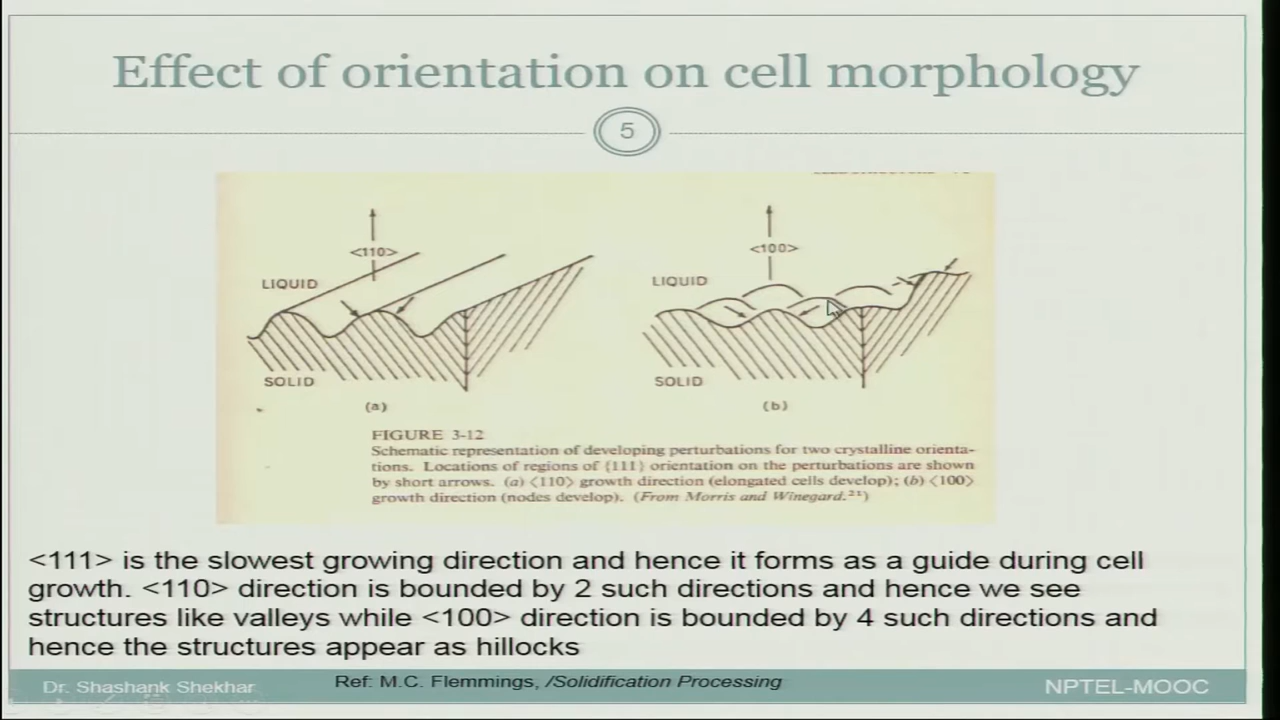 Effect of orientation on cell morphology
5
<110>
LIQUID
SOLID
(a)
<100>
LIQUID
SOLID
(b)
FIGURE 3-12
Schematic representation of developing perturbations for two crystalline orienta-
tions. Locations of regions of {111} orientation on the perturbations are shown
by short arrows. (a) ⟨110⟩ growth direction (elongated cells develop); (b) ⟨100⟩
growth direction (nodes develop). (From Morris and Winegard.²¹)
<111> is the slowest growing direction and hence it forms as a guide during cell
growth. <110> direction is bounded by 2 such directions and hence we see
structures like valleys while <100> direction is bounded by 4 such directions and
hence the structures appear as hillocks
Dr. Shashank Shekhar
Ref: M.C. Flemmings, /Solidification Processing
NPTEL-MOOC